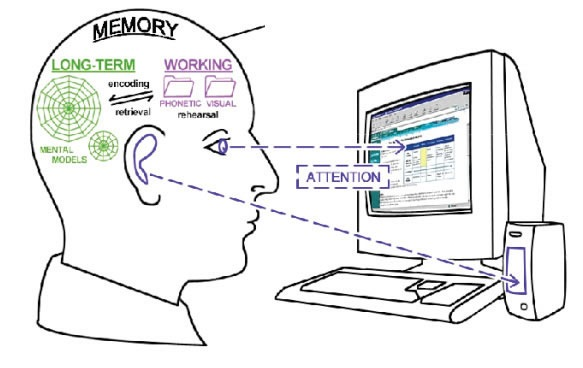 MEMORY
LONG-TERM
WORKING
encoding
retrieval
PHONETIC VISUAL
rehearsal
MENTAL
MODELS
ATTENTION